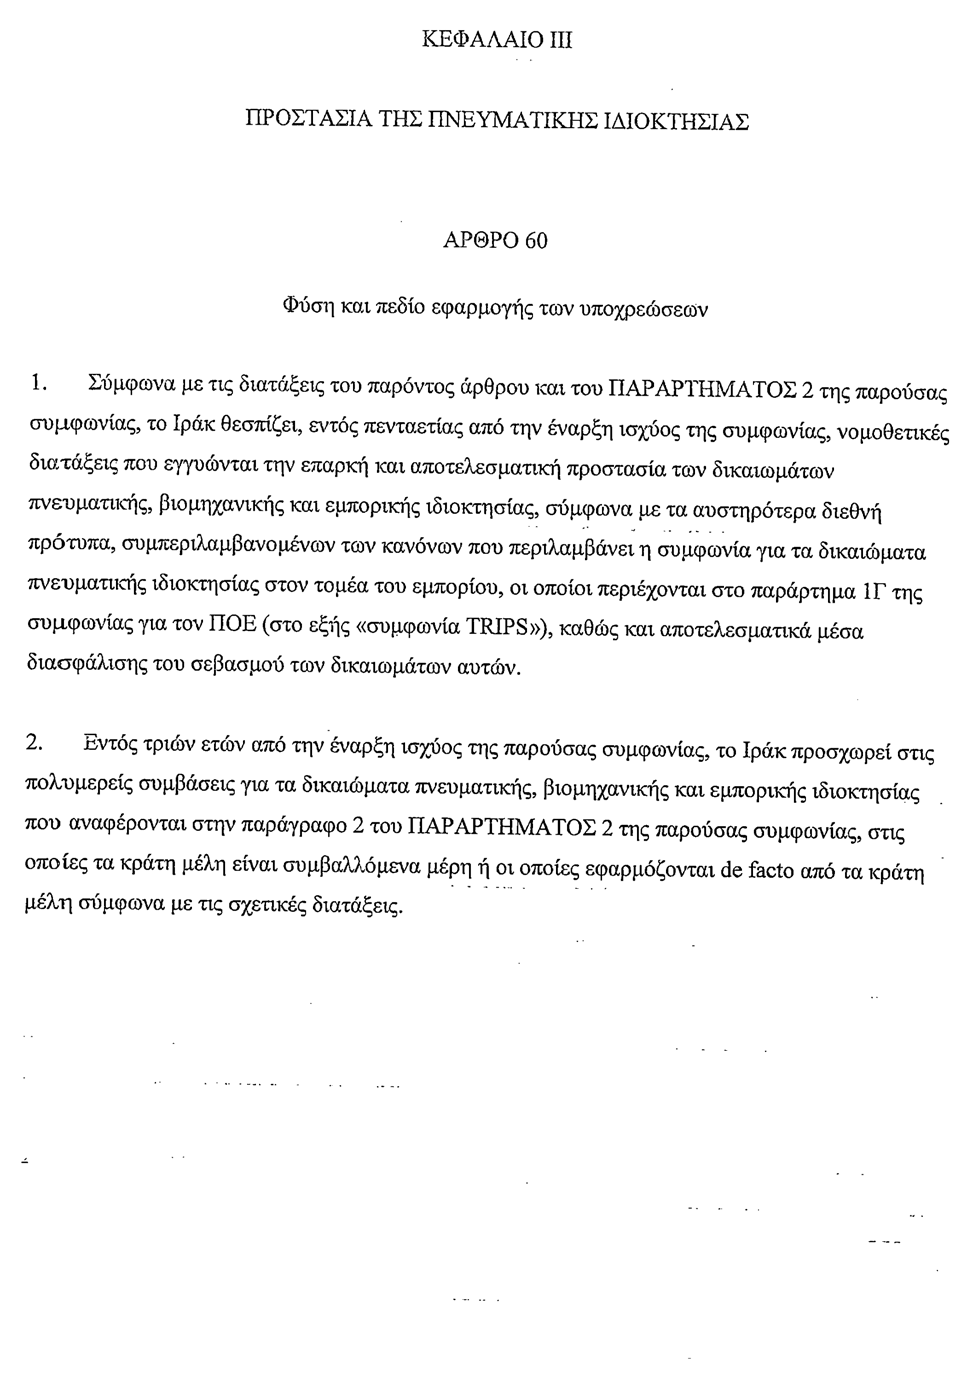 ΚΕΦΑΛΑΙΟ ΙΙΙ
ΠΡΟΣΤΑΣΙΑ ΤΗΣ ΠΝΕΥΜΑΤΙΚΗΣ ΙΔΙΟΚΤΗΣΙΑΣ
ΑΡΘΡΟ 60
Φύση και πεδίο εφαρμογής των υποχρεώσεων
1. Σύμφωνα με τις διατάξεις του παρόντος άρθρου και του ΠΑΡΑΡΤΗΜΑΤΟΣ 2 της παρούσας
συμφωνίας, το Ιράκ θεσπίζει, εντός πενταετίας από την έναρξη ισχύος της συμφωνίας, νομοθετικές
διατάξεις που εγγυώνται την επαρκή και αποτελεσματική προστασία των δικαιωμάτων
πνευματικής, βιομηχανικής και εμπορικής ιδιοκτησίας, σύμφωνα με τα αυστηρότερα διεθνή
πρότυπα, συμπεριλαμβανομένων των κανόνων που περιλαμβάνει η συμφωνία για τα δικαιώματα
πνευματικής ιδιοκτησίας στον τομέα του εμπορίου, οι οποίοι περιέχονται στο παράρτημα 1Γ της
συμφωνίας για τον ΠΟΕ (στο εξής «συμφωνία TRIPS»), καθώς και αποτελεσματικά μέσα
διασφάλισης του σεβασμού των δικαιωμάτων αυτών.
2. Εντός τριών ετών από την έναρξη ισχύος της παρούσας συμφωνίας, το Ιράκ προσχωρεί στις
πολυμερείς συμβάσεις για τα δικαιώματα πνευματικής, βιομηχανικής και εμπορικής ιδιοκτησίας
που αναφέρονται στην παράγραφο 2 του ΠΑΡΑΡΤΗΜΑΤΟΣ 2 της παρούσας συμφωνίας, στις
οποίες τα κράτη μέλη είναι συμβαλλόμενα μέρη ή οι οποίες εφαρμόζονται de facto από τα κράτη
μέλη σύμφωνα με τις σχετικές διατάξεις.